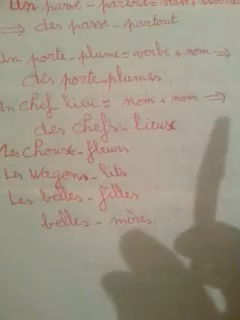 Un passe-partout = verbe + adverbe
⟹ des passe-partout
un porte-plume = verbe + nom ⟹
des porte-plumes
un chef lieu = nom + nom ⟹
des chefs-lieux
Les choux-fleurs
Les wagons-lits
Les belles-filles
belles-mères.